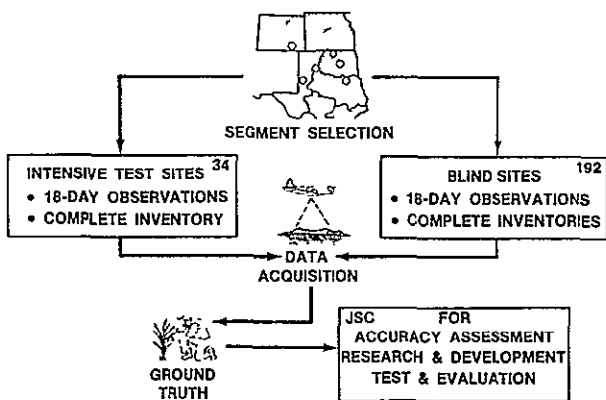 SEGMENT SELECTION
INTENSIVE TEST SITES 34
• 18-DAY OBSERVATIONS
• COMPLETE INVENTORY
BLIND SITES 192
• 18-DAY OBSERVATIONS
• COMPLETE INVENTORIES
DATA
ACQUISITION
GROUND
TRUTH
JSC FOR
ACCURACY ASSESSMENT
RESEARCH & DEVELOPMENT
TEST & EVALUATION